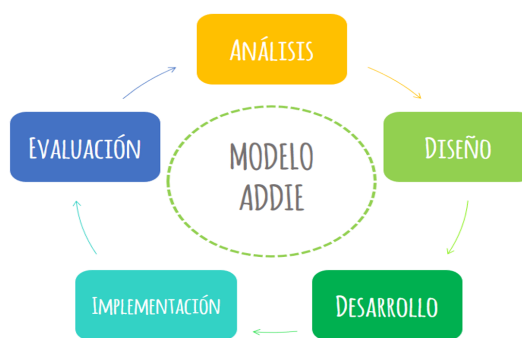 ANÁLISIS
EVALUACIÓN
MODELO
ADDIE
DISEÑO
IMPLEMENTACIÓN
DESARROLLO